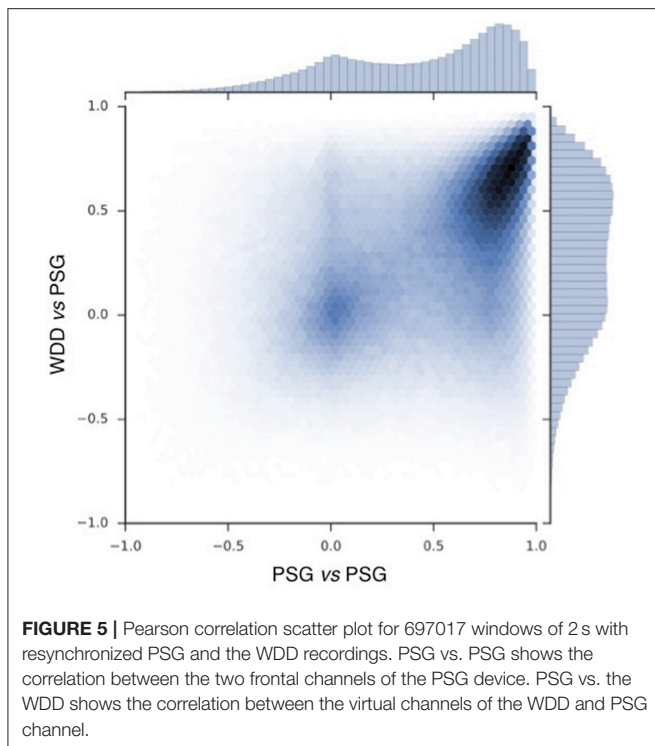 1.0
0.5
WDD vs PSG
0.0
−0.5
−1.0
−1.0
−0.5
0.0
0.5
1.0
PSG vs PSG
FIGURE 5 | Pearson correlation scatter plot for 697017 windows of 2 s with
resynchronized PSG and the WDD recordings. PSG vs. PSG shows the
correlation between the two frontal channels of the PSG device. PSG vs. the
WDD shows the correlation between the virtual channels of the WDD and PSG
channel.